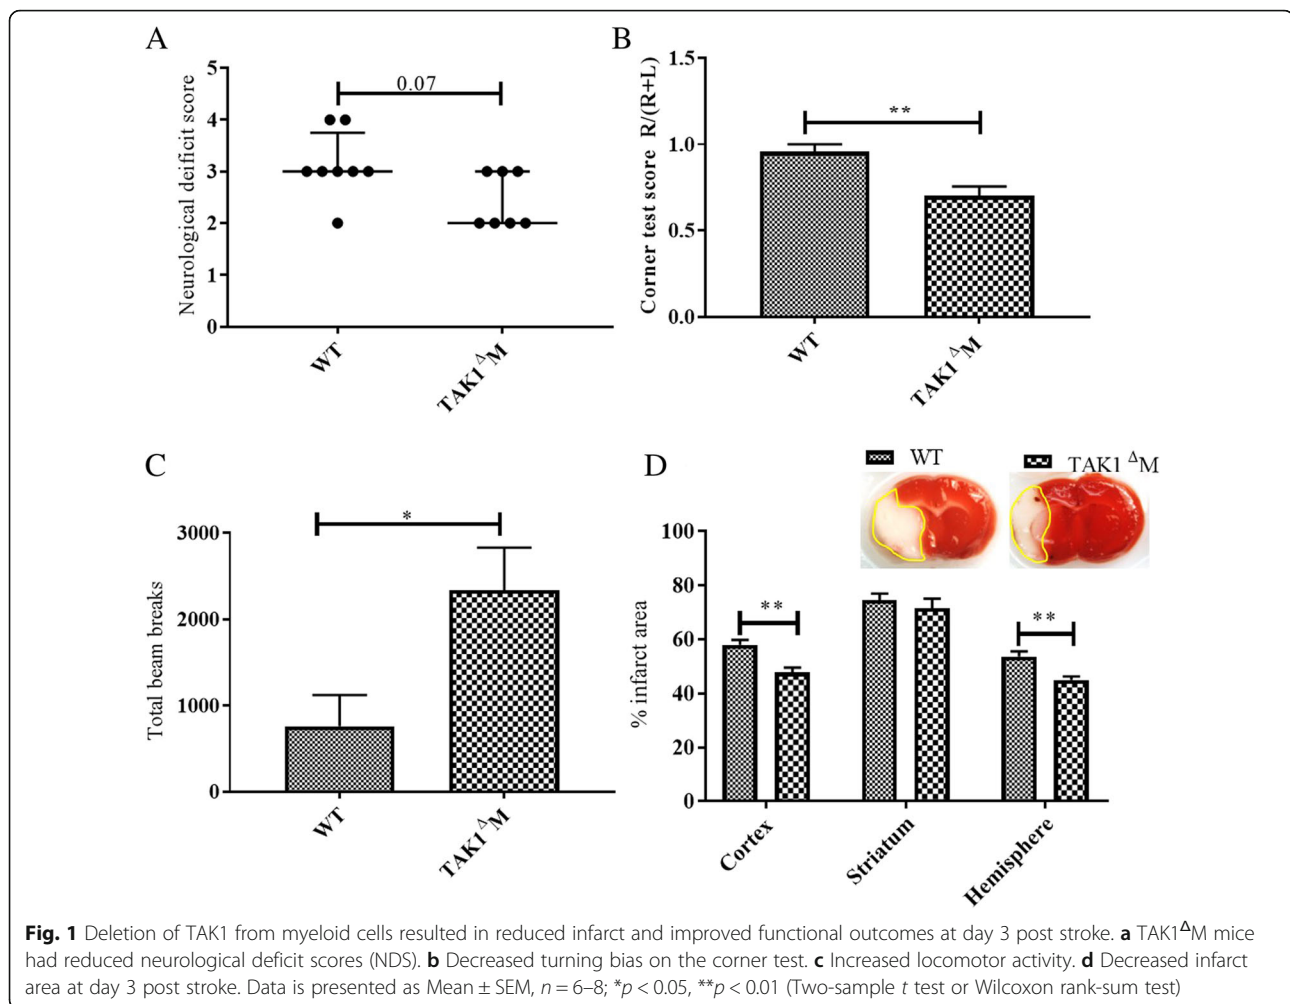 A
Neurological deificit score
5
4
3
2
1
0
0.07
WT
TAK1ΔM
B
Corner test score R/(R+L)
1.5
1.0
0.5
0.0
**
WT
TAK1ΔM
C
Total beam breaks
3000
2000
1000
0
*
WT
TAK1ΔM
D
WT
TAK1 ΔM
% infarct area
100
80
60
40
20
0
**
**
Cortex
Striatum
Hemisphere
Fig. 1 Deletion of TAK1 from myeloid cells resulted in reduced infarct and improved functional outcomes at day 3 post stroke. a TAK1ΔM mice
had reduced neurological deficit scores (NDS). b Decreased turning bias on the corner test. c Increased locomotor activity. d Decreased infarct
area at day 3 post stroke. Data is presented as Mean ± SEM, n = 6–8; *p < 0.05, **p < 0.01 (Two-sample t test or Wilcoxon rank-sum test)